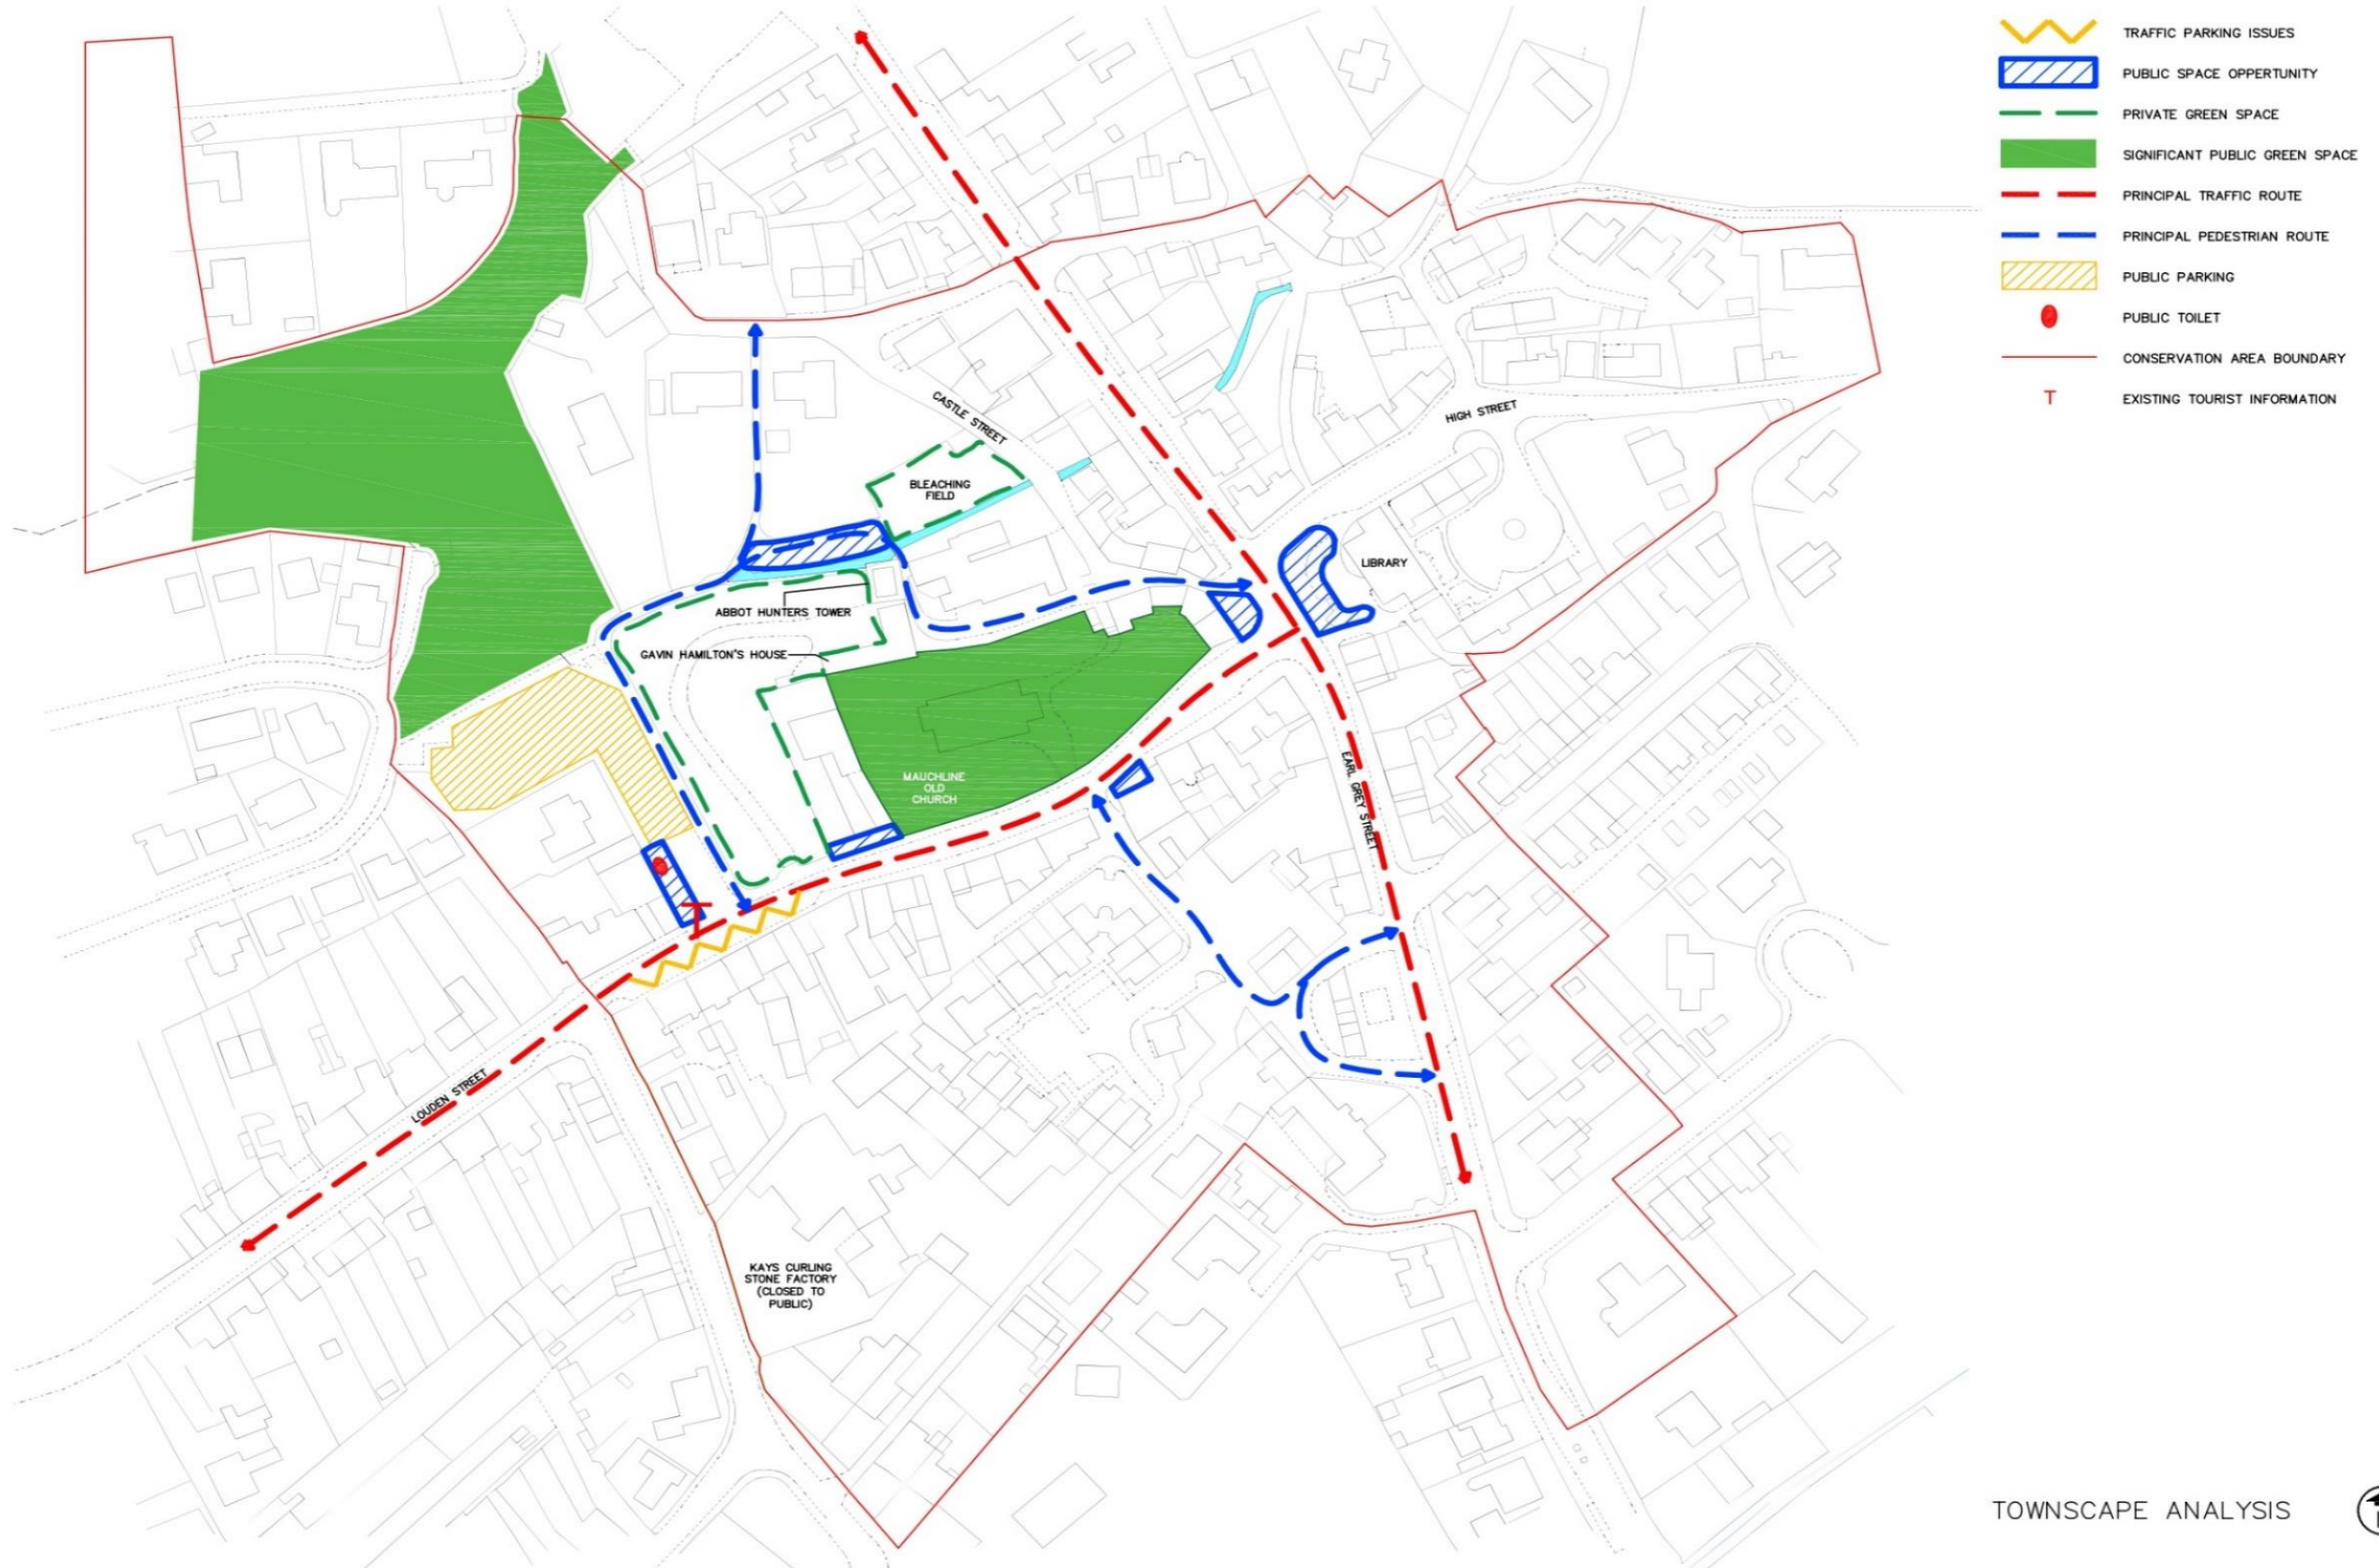 TRAFFIC PARKING ISSUES
PUBLIC SPACE OPPERTUNITY
PRIVATE GREEN SPACE
SIGNIFICANT PUBLIC GREEN SPACE
PRINCIPAL TRAFFIC ROUTE
PRINCIPAL PEDESTRIAN ROUTE
PUBLIC PARKING
PUBLIC TOILET
CONSERVATION AREA BOUNDARY
T EXISTING TOURIST INFORMATION
CASTLE STREET
HIGH STREET
BLEACHING
FIELD
LIBRARY
ABBOT HUNTERS TOWER
GAVIN HAMILTON'S HOUSE
MAUCHLINE
OLD
CHURCH
EARL GREY STREET
T
LOUDEN STREET
KAYS CURLING
STONE FACTORY
(CLOSED TO
PUBLIC)
TOWNSCAPE ANALYSIS